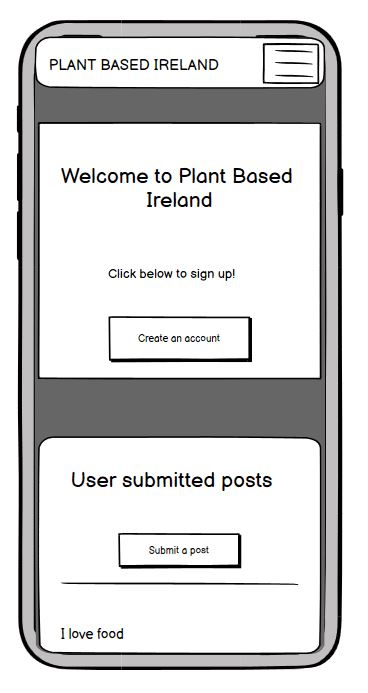 PLANT BASED IRELAND
Welcome to Plant Based
Ireland
Click below to sign up!
Create an account
User submitted posts
Submit a post
I love food